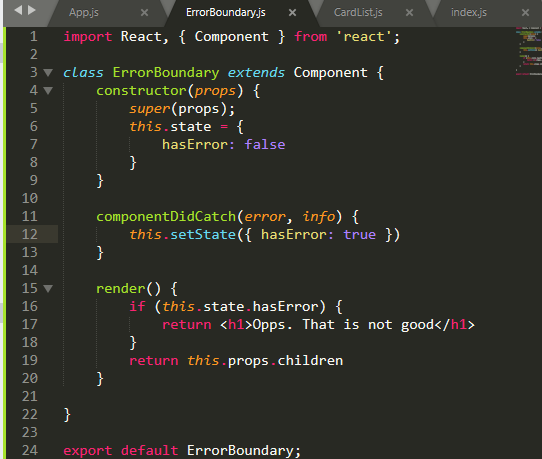 App.js × ErrorBoundary.js × CardList.js × index.js ×
1 import React, { Component } from 'react';
2
3 class ErrorBoundary extends Component {
4 constructor(props) {
5 super(props);
6 this.state = {
7 hasError: false
8 }
9 }
10
11 componentDidCatch(error, info) {
12 this.setState({ hasError: true })
13 }
14
15 render() {
16 if (this.state.hasError) {
17 return <h1>Opps. That is not good</h1>
18 }
19 return this.props.children
20 }
21
22 }
23
24 export default ErrorBoundary;